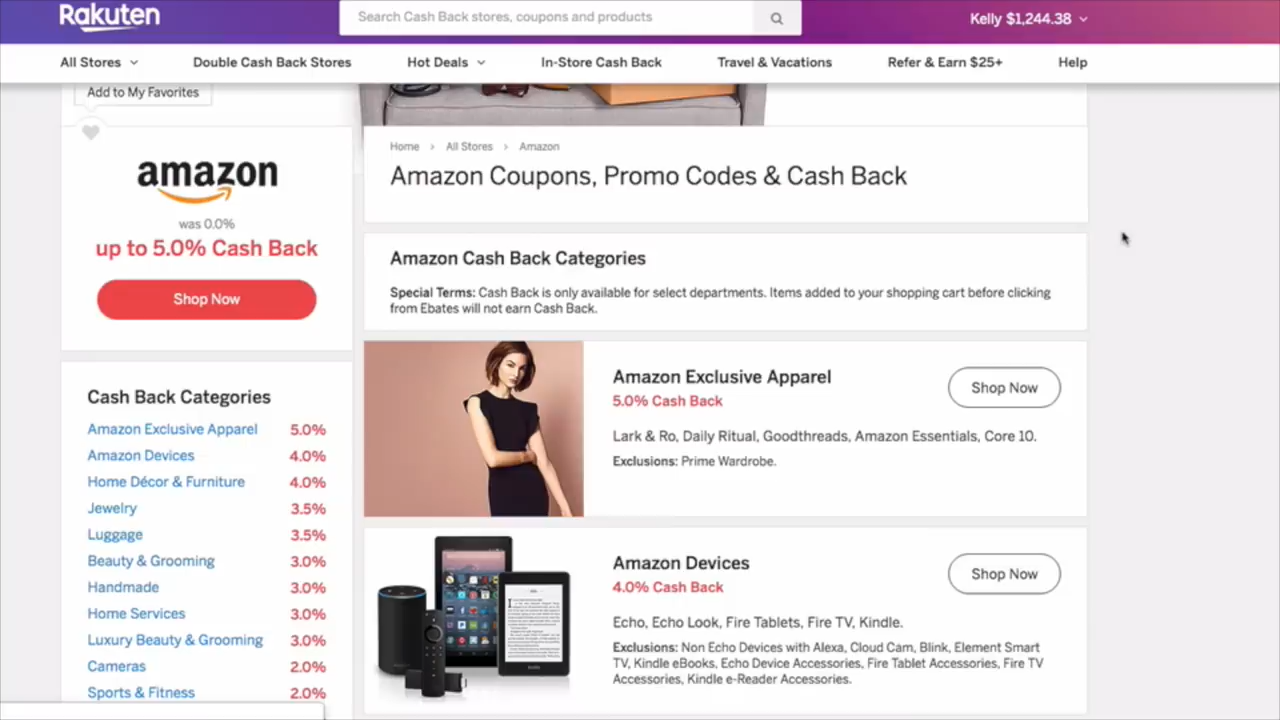 Rakuten
Search Cash Back stores, coupons and products
Kelly $1,244.38
All Stores
Double Cash Back Stores
Hot Deals
In-Store Cash Back
Travel & Vacations
Refer & Earn $25+
Help
Add to My Favorites
amazon
was 0.0%
up to 5.0% Cash Back
Shop Now
Cash Back Categories
Amazon Exclusive Apparel 5.0%
Amazon Devices 4.0%
Home Décor & Furniture 4.0%
Jewelry 3.5%
Luggage 3.5%
Beauty & Grooming 3.0%
Handmade 3.0%
Home Services 3.0%
Luxury Beauty & Grooming 3.0%
Cameras 2.0%
Sports & Fitness 2.0%
Home > All Stores > Amazon
Amazon Coupons, Promo Codes & Cash Back
Amazon Cash Back Categories
Special Terms: Cash Back is only available for select departments. Items added to your shopping cart before clicking
from Ebates will not earn Cash Back.
Amazon Exclusive Apparel
5.0% Cash Back
Shop Now
Lark & Ro, Daily Ritual, Goodthreads, Amazon Essentials, Core 10.
Exclusions: Prime Wardrobe.
Amazon Devices
4.0% Cash Back
Shop Now
Echo, Echo Look, Fire Tablets, Fire TV, Kindle.
Exclusions: Non Echo Devices with Alexa, Cloud Cam, Blink, Element Smart
TV, Kindle eBooks, Echo Device Accessories, Fire Tablet Accessories, Fire TV
Accessories, Kindle e-Reader Accessories.